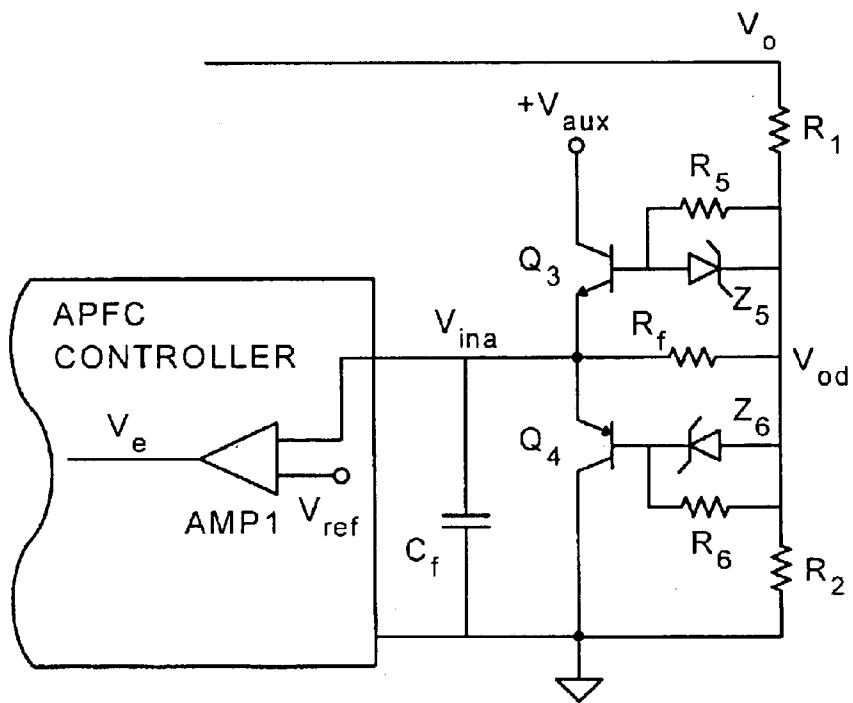 V_o
+V_aux
R_1
R_5
Q_3
Z_5
APFC
CONTROLLER
V_ina
R_f
V_od
V_e
Q_4
Z_6
AMP1
V_ref
C_f
R_6
R_2